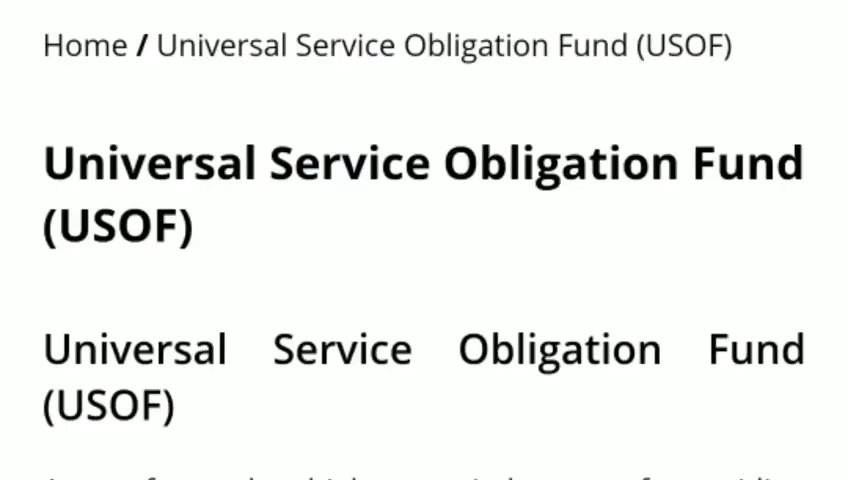 Home / Universal Service Obligation Fund (USOF)
Universal Service Obligation Fund
(USOF)
Universal Service Obligation Fund
(USOF)